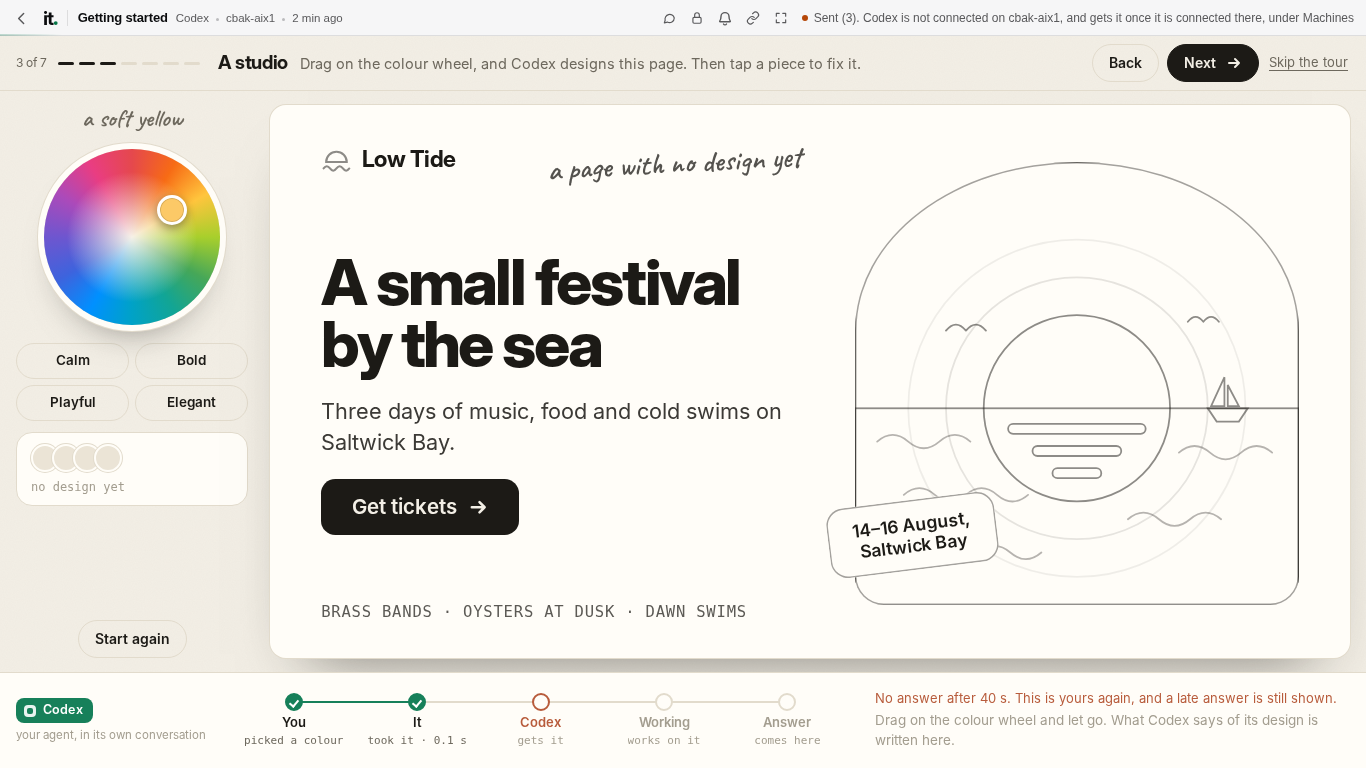 it. Getting started Codex • cbak-aix1 • 2 min ago
Sent (3). Codex is not connected on cbak-aix1, and gets it once it is connected there, under Machines
3 of 7
A studio Drag on the colour wheel, and Codex designs this page. Then tap a piece to fix it.
Back
Next →
Skip the tour
a soft yellow
Calm
Bold
Playful
Elegant
no design yet
Start again
Low Tide
a page with no design yet
A small festival
by the sea
Three days of music, food and cold swims on
Saltwick Bay.
Get tickets →
14–16 August,
Saltwick Bay
BRASS BANDS · OYSTERS AT DUSK · DAWN SWIMS
Codex
your agent, in its own conversation
You
picked a colour
It
took it · 0.1 s
Codex
gets it
Working
works on it
Answer
comes here
No answer after 40 s. This is yours again, and a late answer is still shown.
Drag on the colour wheel and let go. What Codex says of its design is
written here.